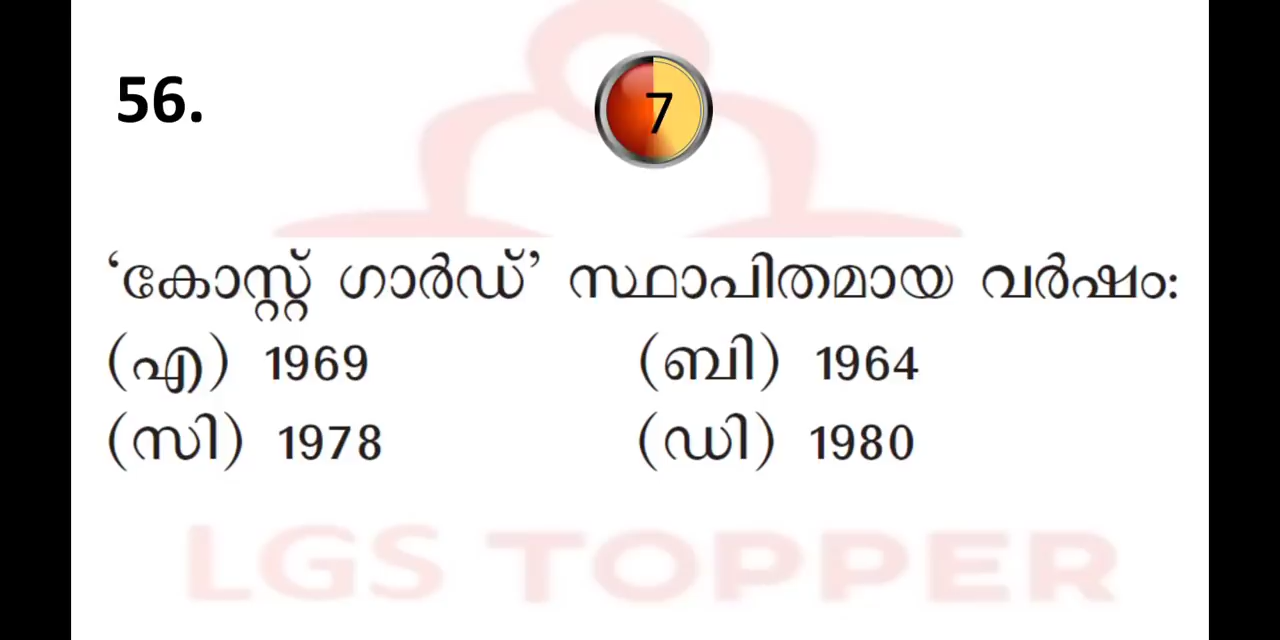 56.
7
‘കോസ്റ്റ് ഗാർഡ്’ സ്ഥാപിതമായ വർഷം:
(എ) 1969 (ബി) 1964
(സി) 1978 (ഡി) 1980
LGS TOPPER